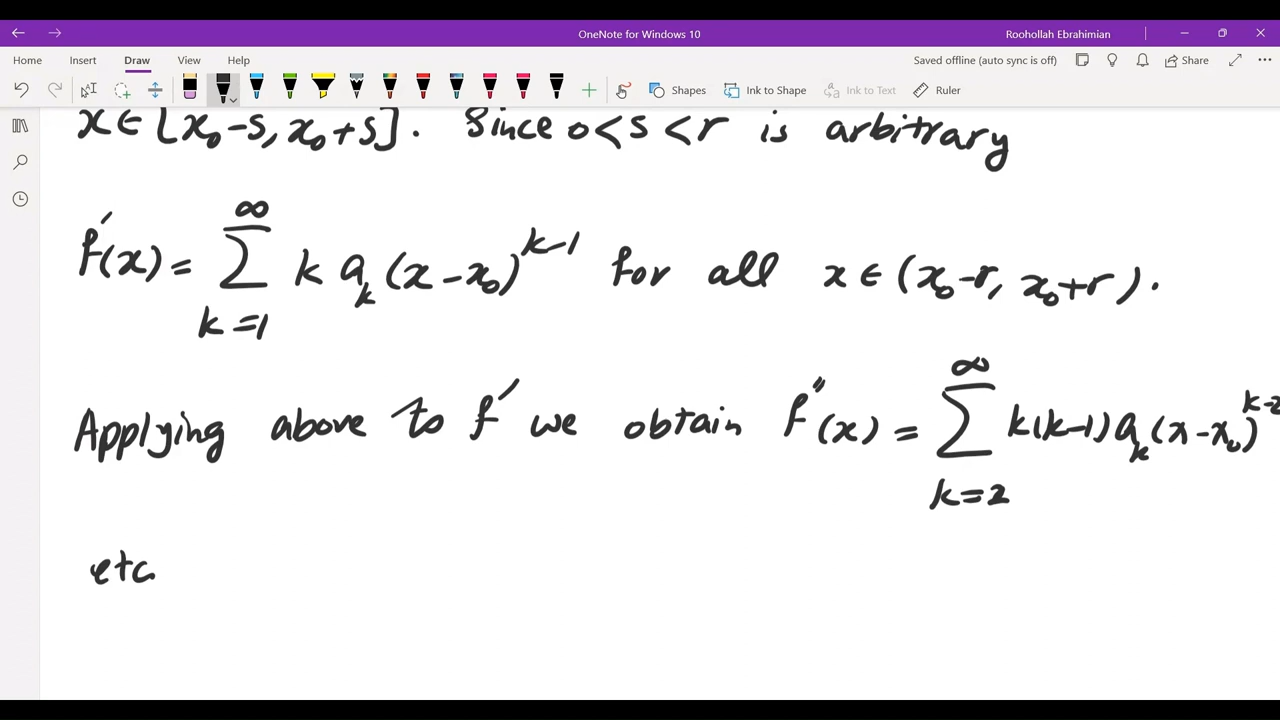 OneNote for Windows 10
Roohollah Ebrahimian
Home Insert Draw View Help
Saved offline (auto sync is off) Share
Shapes Ink to Shape Ink to Text Ruler
x ∈ [x₀-s, x₀+s]. Since 0<s<r is arbitrary
f'(x) = ∑_{k=1}^{∞} k a_k (x-x₀)^{k-1} for all x ∈ (x₀-r, x₀+r).
Applying above to f' we obtain f''(x) = ∑_{k=2}^{∞} k(k-1) a_k (x-x₀)^{k-2}
etc.